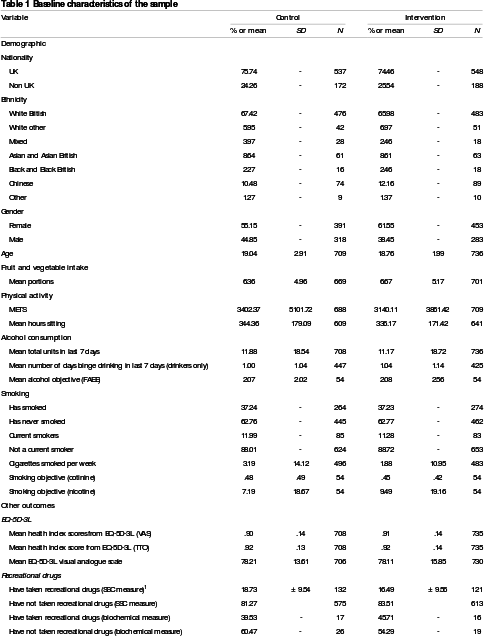 Table 1 Baseline characteristics of the sample
Variable Control Intervention
% or mean SD N % or mean SD N
Demographic
Nationality
UK 75.74 - 537 74.46 - 548
Non UK 24.26 - 172 25.54 - 188
Ethnicity
White British 67.42 - 476 65.98 - 483
White other 5.95 - 42 6.97 - 51
Mixed 3.97 - 28 2.46 - 18
Asian and Asian British 8.64 - 61 8.61 - 63
Black and Black British 2.27 - 16 2.46 - 18
Chinese 10.48 - 74 12.16 - 89
Other 1.27 - 9 1.37 - 10
Gender
Female 55.15 - 391 61.55 - 453
Male 44.85 - 318 38.45 - 283
Age 19.04 2.91 709 18.76 1.99 736
Fruit and vegetable intake
Mean portions 6.36 4.96 669 6.67 5.17 701
Physical activity
METS 3402.37 5101.72 688 3140.11 3851.42 709
Mean hours sitting 344.36 179.09 609 335.17 171.42 641
Alcohol consumption
Mean total units in last 7 days 11.88 18.54 708 11.17 18.72 736
Mean number of days binge drinking in last 7 days (drinkers only) 1.00 1.04 447 1.04 1.14 425
Mean alcohol objective (FAEE) 2.07 2.02 54 2.08 2.56 54
Smoking
Has smoked 37.24 - 264 37.23 - 274
Has never smoked 62.76 - 445 62.77 - 462
Current smokers 11.99 - 85 11.28 - 83
Not a current smoker 88.01 - 624 88.72 - 653
Cigarettes smoked per week 3.19 14.12 496 1.88 10.95 483
Smoking objective (cotinine) .48 .49 54 .45 .42 54
Smoking objective (nicotine) 7.19 18.67 54 9.49 19.16 54
Other outcomes
EQ-5D-3L
Mean health index scores from EQ-5D-3L (VAS) .90 .14 708 .91 .14 735
Mean health index score from EQ-5D-3L (TTO) .92 .13 708 .92 .14 735
Mean EQ-5D-3L visual analogue scale 78.21 13.61 706 78.11 15.85 730
Recreational drugs
Have taken recreational drugs (SSC measure)¹ 18.73 ± 9.54 132 16.49 ± 9.56 121
Have not taken recreational drugs (SSC measure) 81.27 575 83.51 613
Have taken recreational drugs (biochemical measure) 39.53 - 17 45.71 - 16
Have not taken recreational drugs (biochemical measure) 60.47 - 26 54.29 - 19